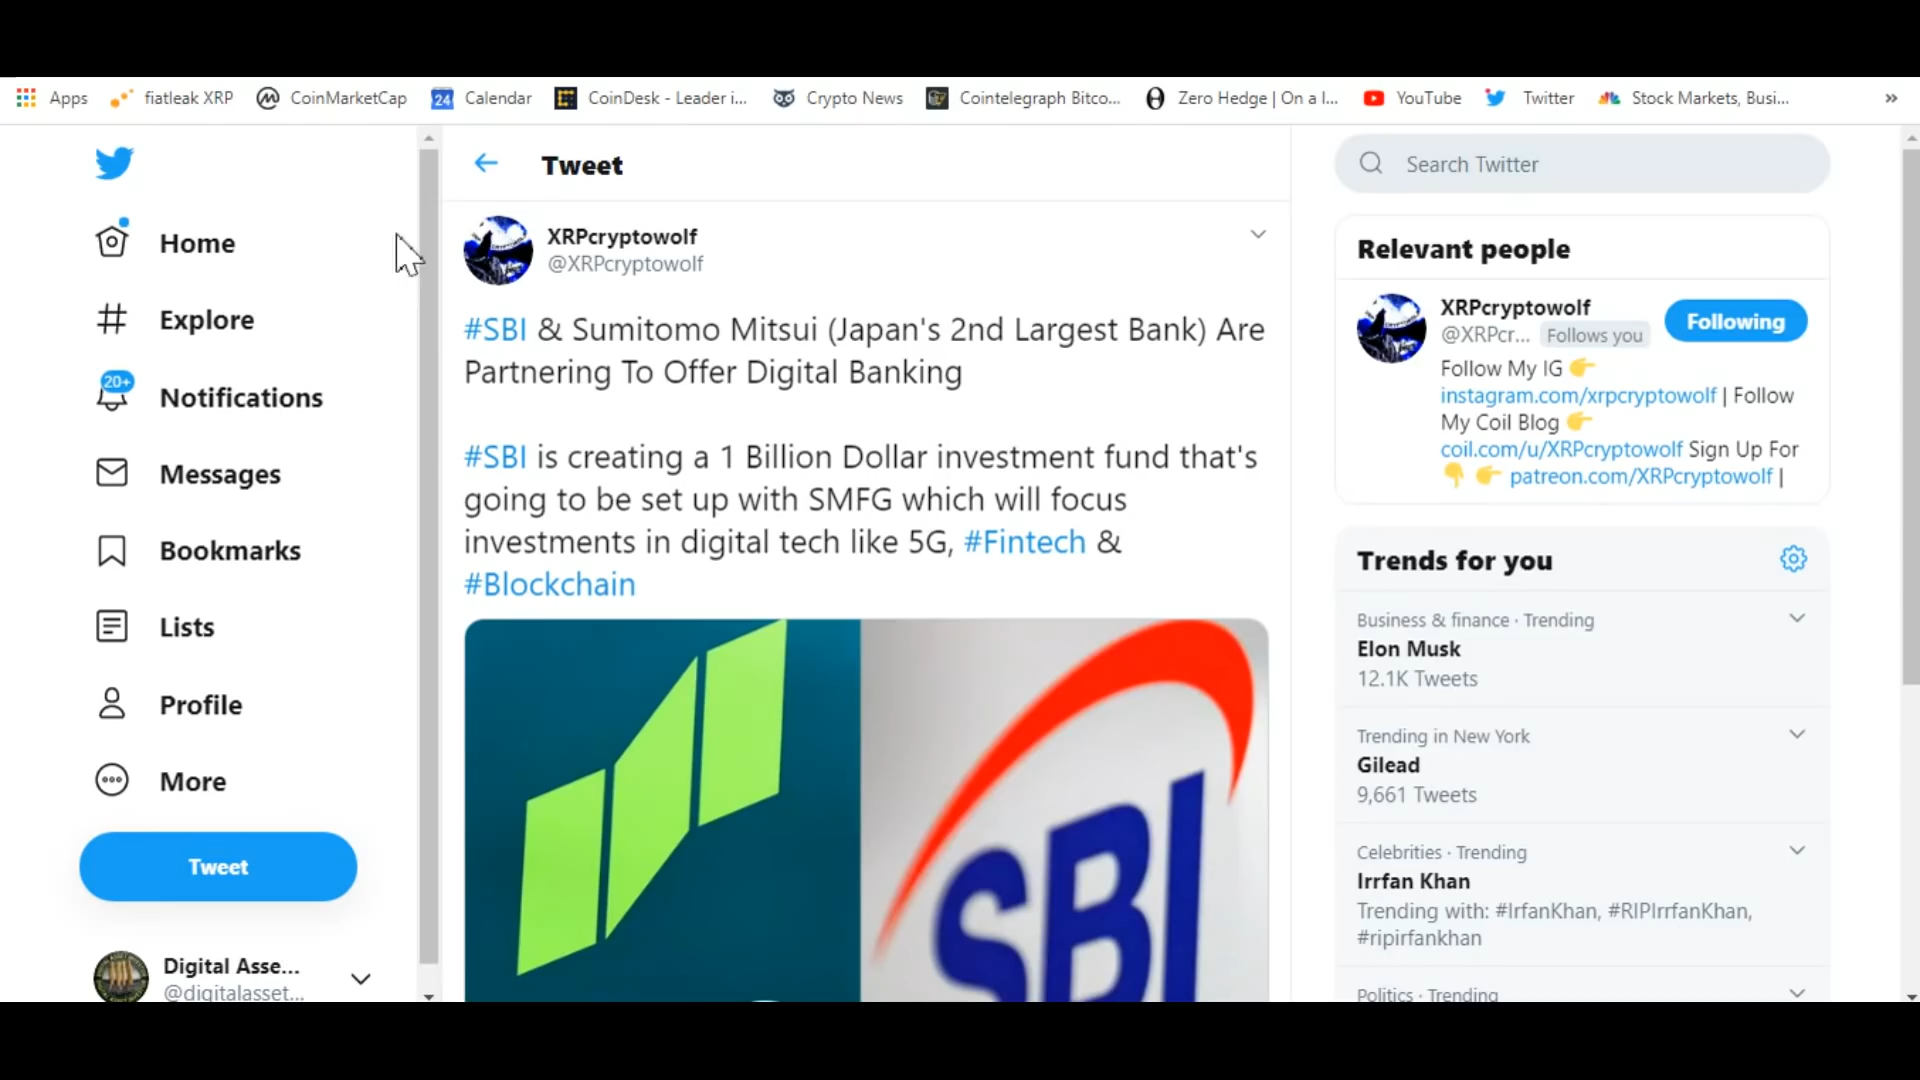 Apps
fiatleak XRP
CoinMarketCap
24
Calendar
CoinDesk - Leader i...
Crypto News
Cointelegraph Bitco...
Zero Hedge | On a l...
YouTube
Twitter
Stock Markets, Busi...
»
Home
Explore
20+
Notifications
Messages
Bookmarks
Lists
Profile
More
Tweet
Digital Asse...
@digitalasset...
Tweet
XRPcryptowolf
@XRPcryptowolf
#SBI & Sumitomo Mitsui (Japan's 2nd Largest Bank) Are
Partnering To Offer Digital Banking
#SBI is creating a 1 Billion Dollar investment fund that's
going to be set up with SMFG which will focus
investments in digital tech like 5G, #Fintech &
#Blockchain
SBI
Search Twitter
Relevant people
XRPcryptowolf
@XRPcr... Follows you
Following
Follow My IG 👉
instagram.com/xrpcryptowolf | Follow
My Coil Blog 👉
coil.com/u/XRPcryptowolf Sign Up For
👇 👉 patreon.com/XRPcryptowolf |
Trends for you
Business & finance · Trending
Elon Musk
12.1K Tweets
Trending in New York
Gilead
9,661 Tweets
Celebrities · Trending
Irrfan Khan
Trending with: #IrfanKhan, #RIPIrrfanKhan,
#ripirfankhan
Politics · Trending